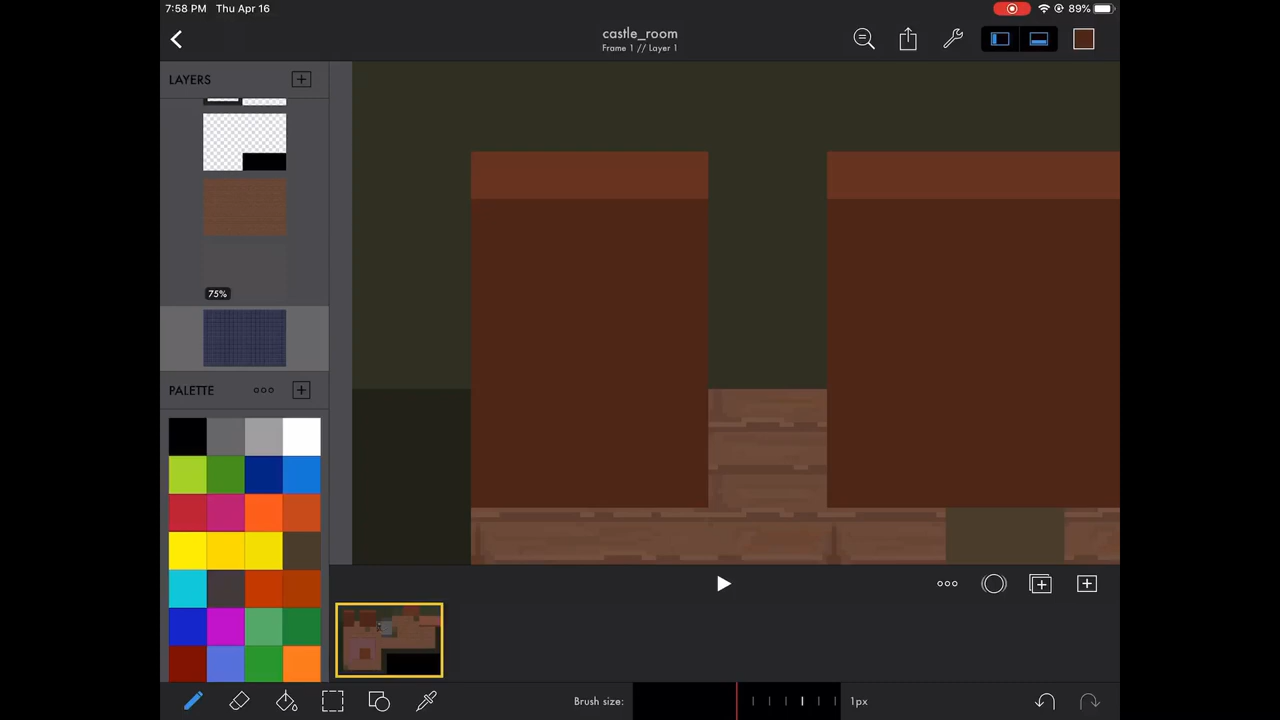 7:58 PM Thu Apr 16
89%
castle_room
Frame 1 // Layer 1
LAYERS
75%
PALETTE
Brush size:
1px